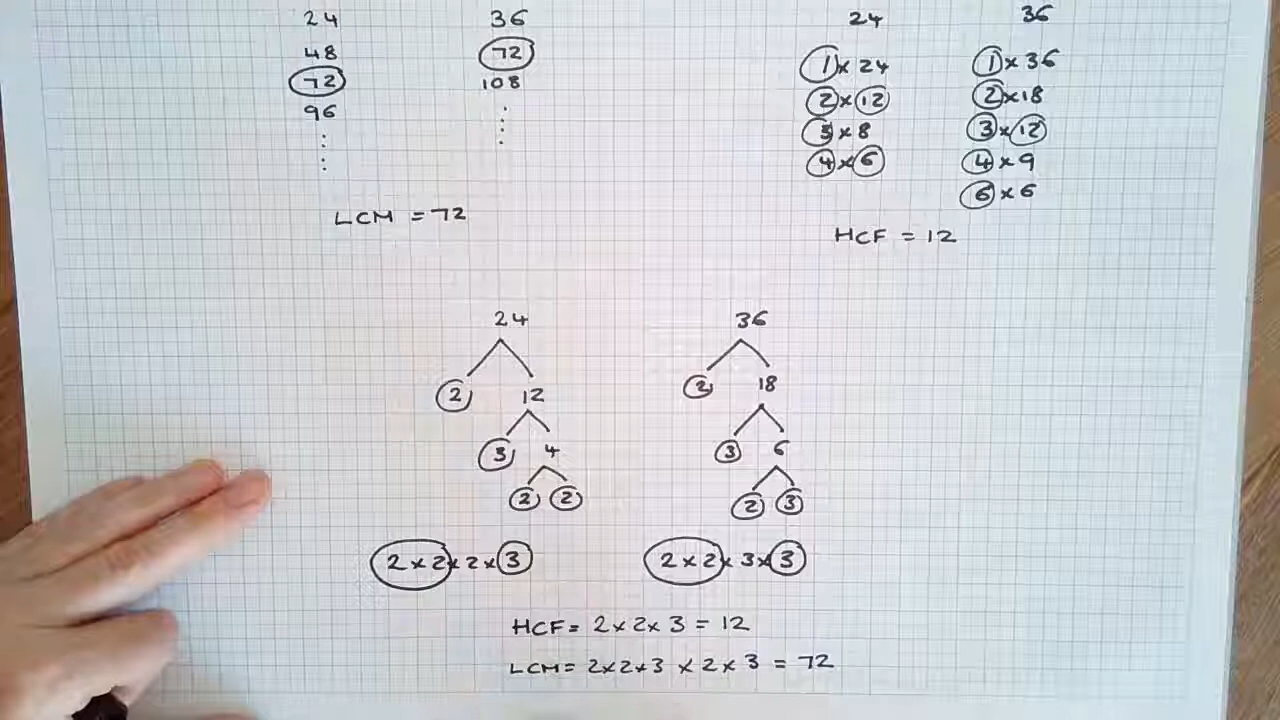 24 36
48 72
72 108
96 .
: :
: .
LCM = 72
24 36
1 × 24 1 × 36
2 × 12 2 × 18
3 × 8 3 × 12
4 × 6 4 × 9
6 × 6
HCF = 12
24
2 12
3 4
2 2
2 × 2 × 2 × 3
36
2 18
3 6
2 3
2 × 2 × 3 × 3
HCF = 2 × 2 × 3 = 12
LCM = 2 × 2 × 3 × 2 × 3 = 72